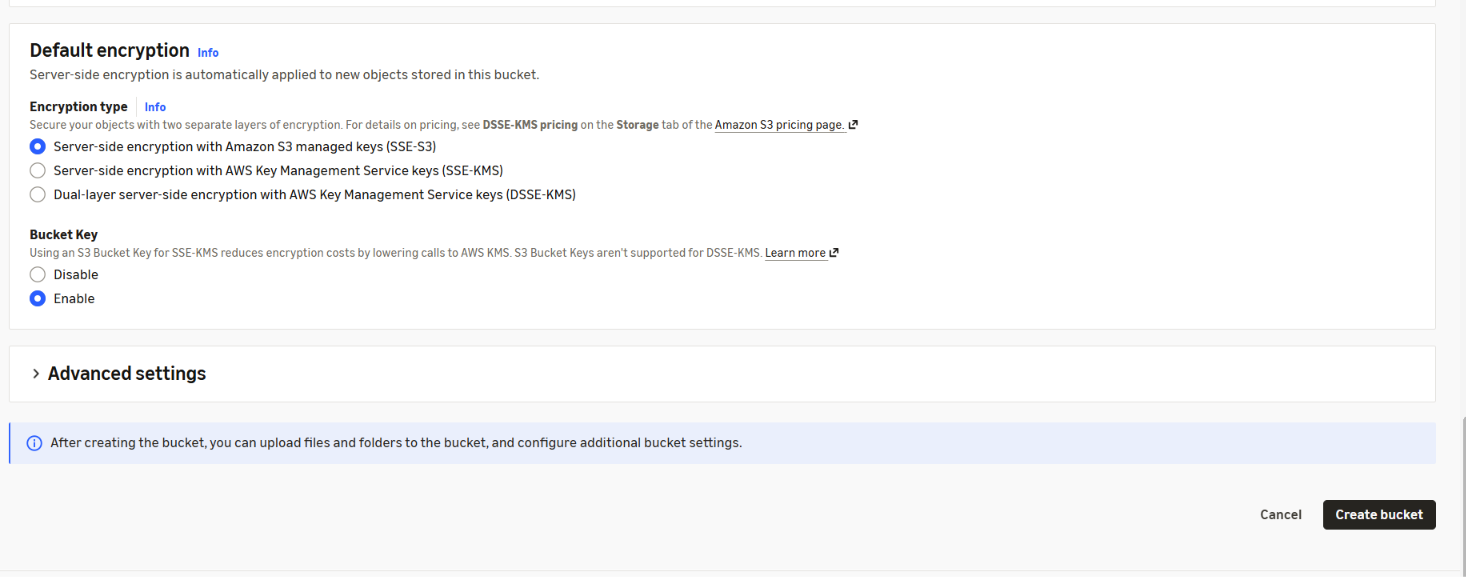 Default encryption Info
Server-side encryption is automatically applied to new objects stored in this bucket.
Encryption type Info
Secure your objects with two separate layers of encryption. For details on pricing, see DSSE-KMS pricing on the Storage tab of the Amazon S3 pricing page.
Server-side encryption with Amazon S3 managed keys (SSE-S3)
Server-side encryption with AWS Key Management Service keys (SSE-KMS)
Dual-layer server-side encryption with AWS Key Management Service keys (DSSE-KMS)
Bucket Key
Using an S3 Bucket Key for SSE-KMS reduces encryption costs by lowering calls to AWS KMS. S3 Bucket Keys aren't supported for DSSE-KMS. Learn more
Disable
Enable
Advanced settings
After creating the bucket, you can upload files and folders to the bucket, and configure additional bucket settings.
Cancel Create bucket